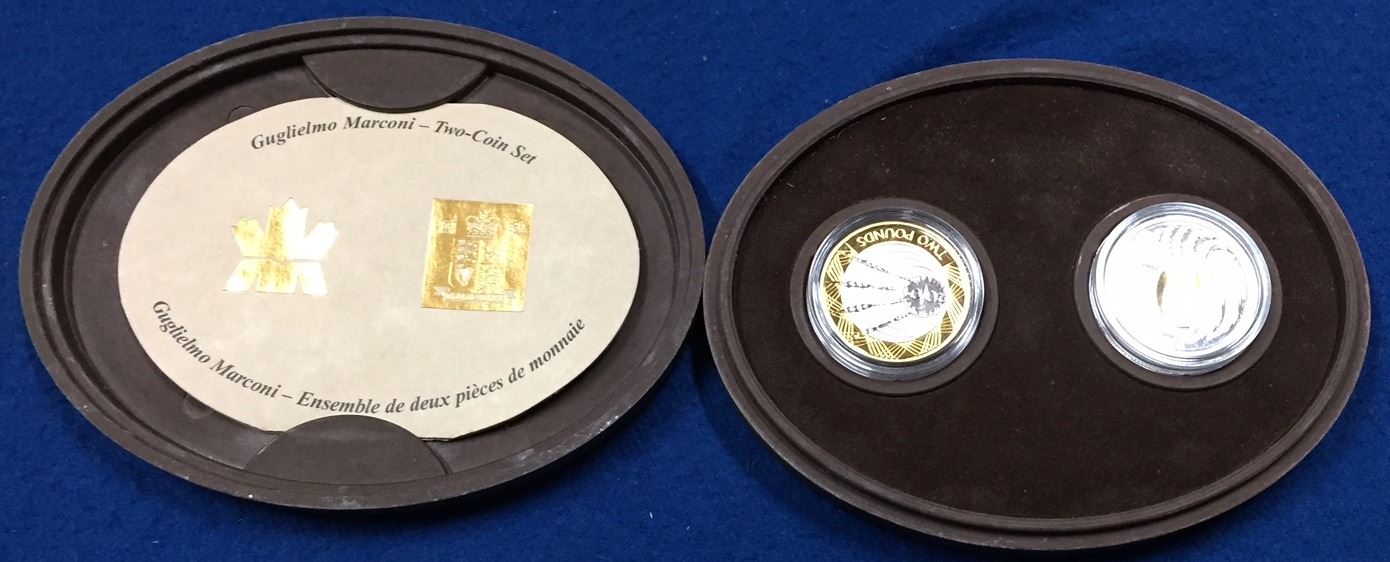 Guglielmo Marconi – Two-Coin Set
Guglielmo Marconi – Ensemble de deux pièces de monnaie
TWO POUNDS